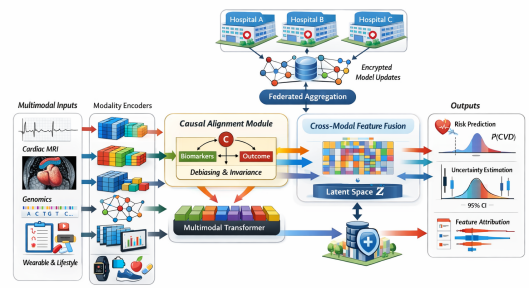 Hospital A
Hospital B
Hospital C
Encrypted
Model Updates
Federated Aggregation
Multimodal Inputs
Modality Encoders
Causal Alignment Module
Cross-Modal Feature Fusion
Outputs
Cardiac MRI
Genomics
A C T G T C...
Wearable & Lifestyle
C
Biomarkers
Outcome
Debiasing & Invariance
Multimodal Transformer
Latent Space Z
Risk Prediction
P(CVD)
Uncertainty Estimation
95% CI
Feature Attribution